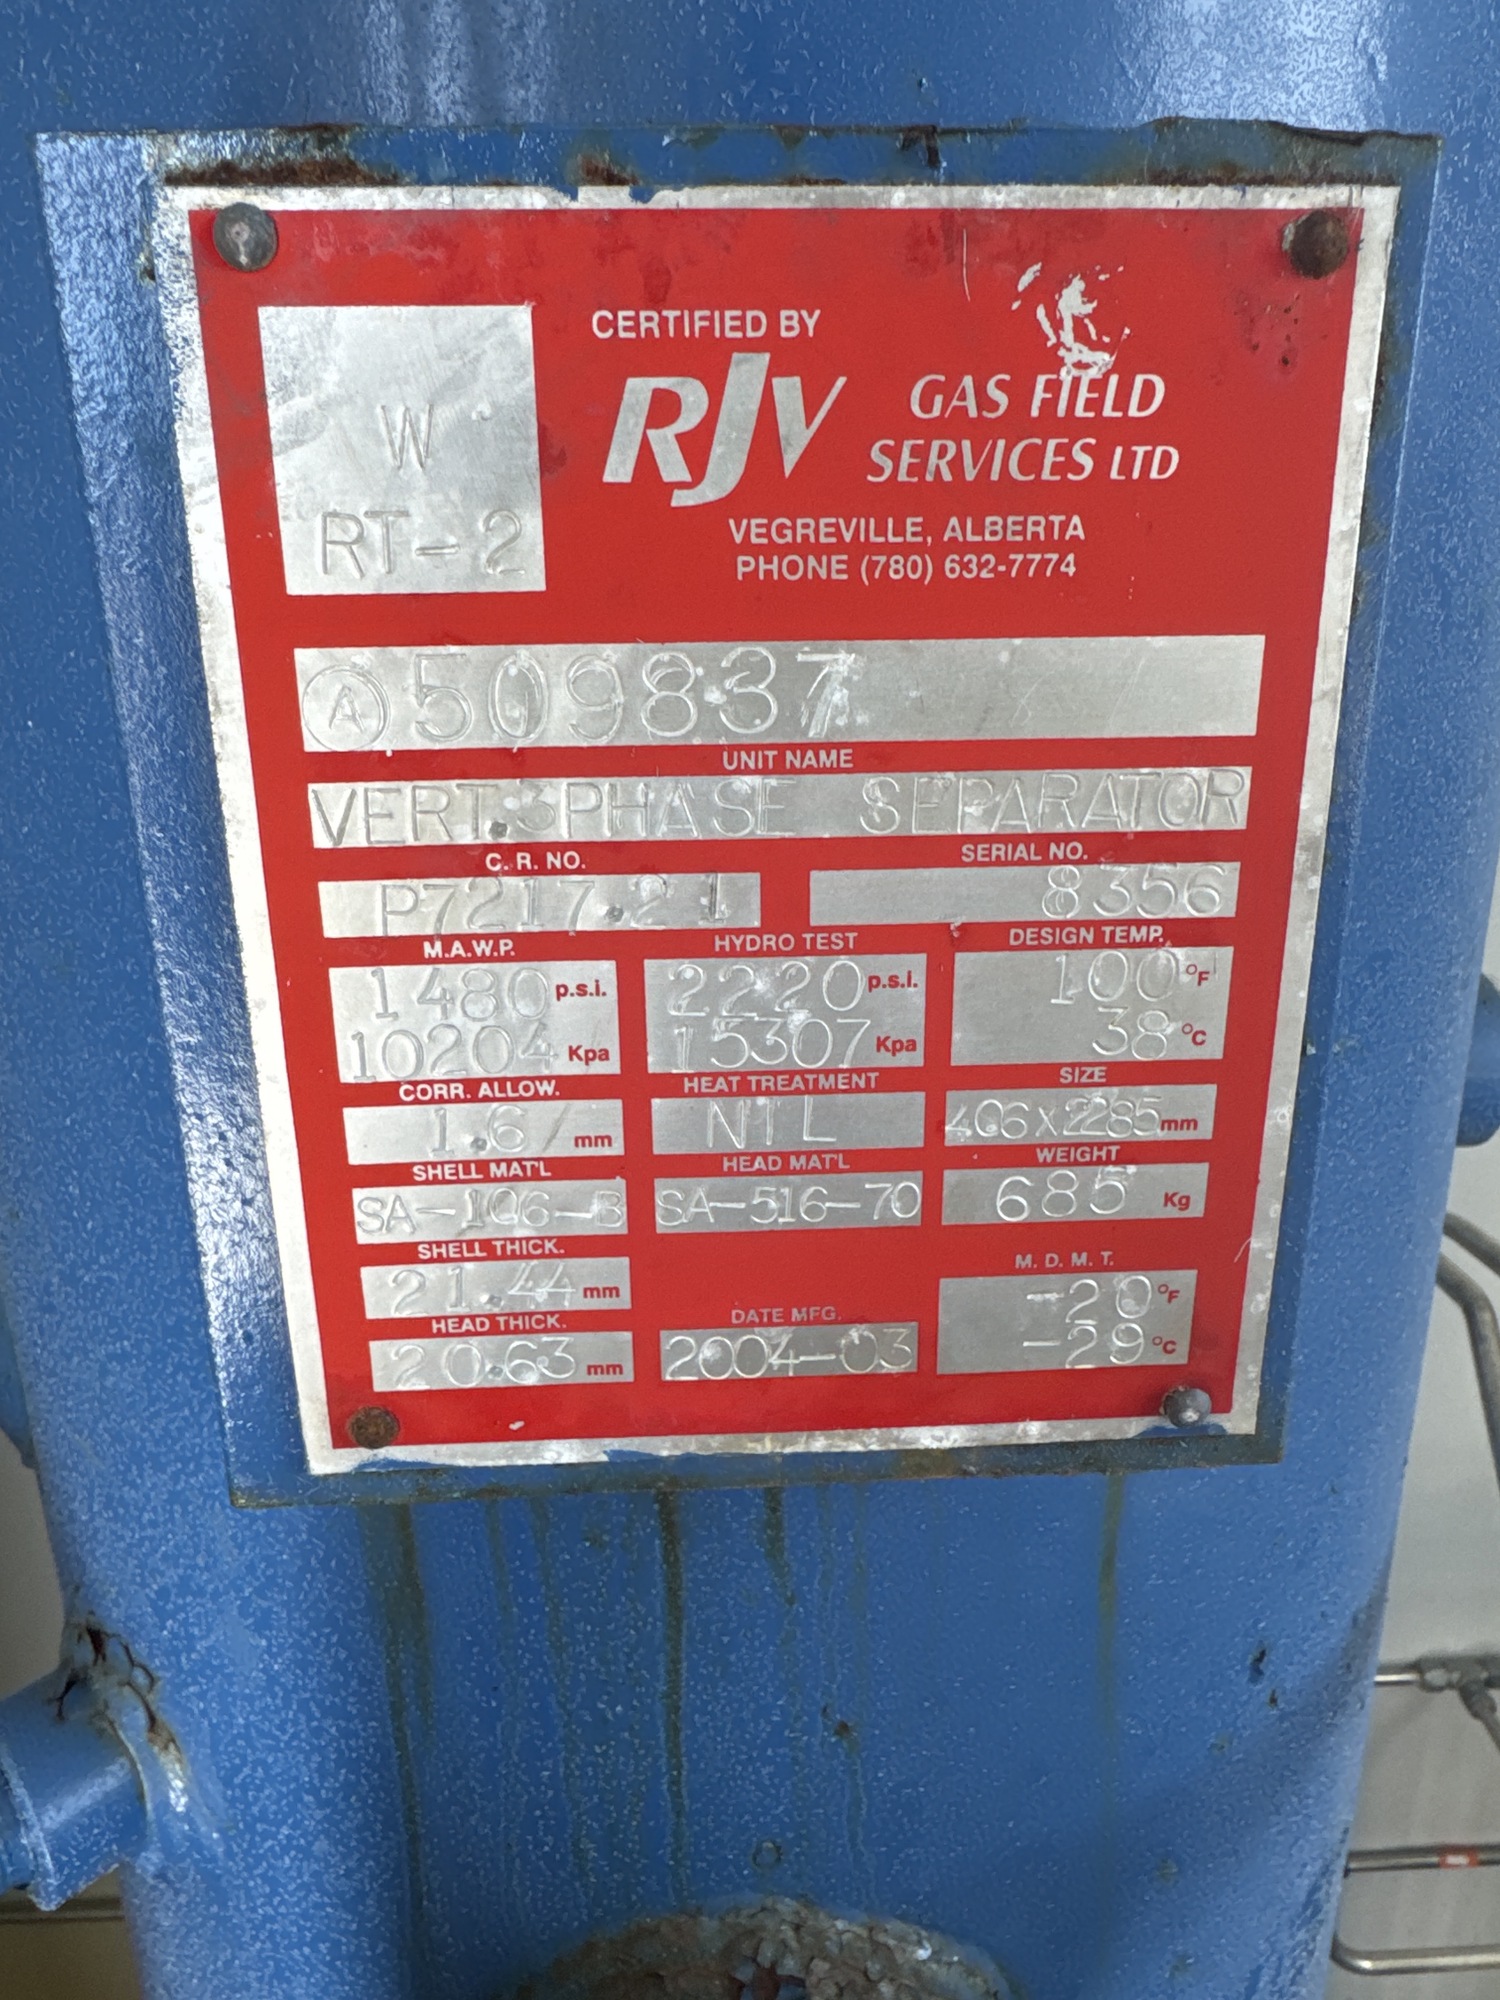 W
RT-2
CERTIFIED BY
RJV GAS FIELD
SERVICES LTD
VEGREVILLE, ALBERTA
PHONE (780) 632-7774
Ⓐ 509837
UNIT NAME
VERT. 3PHASE SEPARATOR
C. R. NO. SERIAL NO.
P7217.21 8356
M.A.W.P. HYDRO TEST DESIGN TEMP.
1480 p.s.i. 2220 p.s.i. 100 °F
10204 Kpa 15307 Kpa 38 °C
CORR. ALLOW. HEAT TREATMENT SIZE
1.6 mm NIL 406X2285 mm
SHELL MAT'L HEAD MAT'L WEIGHT
SA-106-B SA-516-70 685 Kg
SHELL THICK. M. D. M. T.
21.44 mm -20 °F
HEAD THICK. DATE MFG. -29 °C
20.63 mm 2004-03